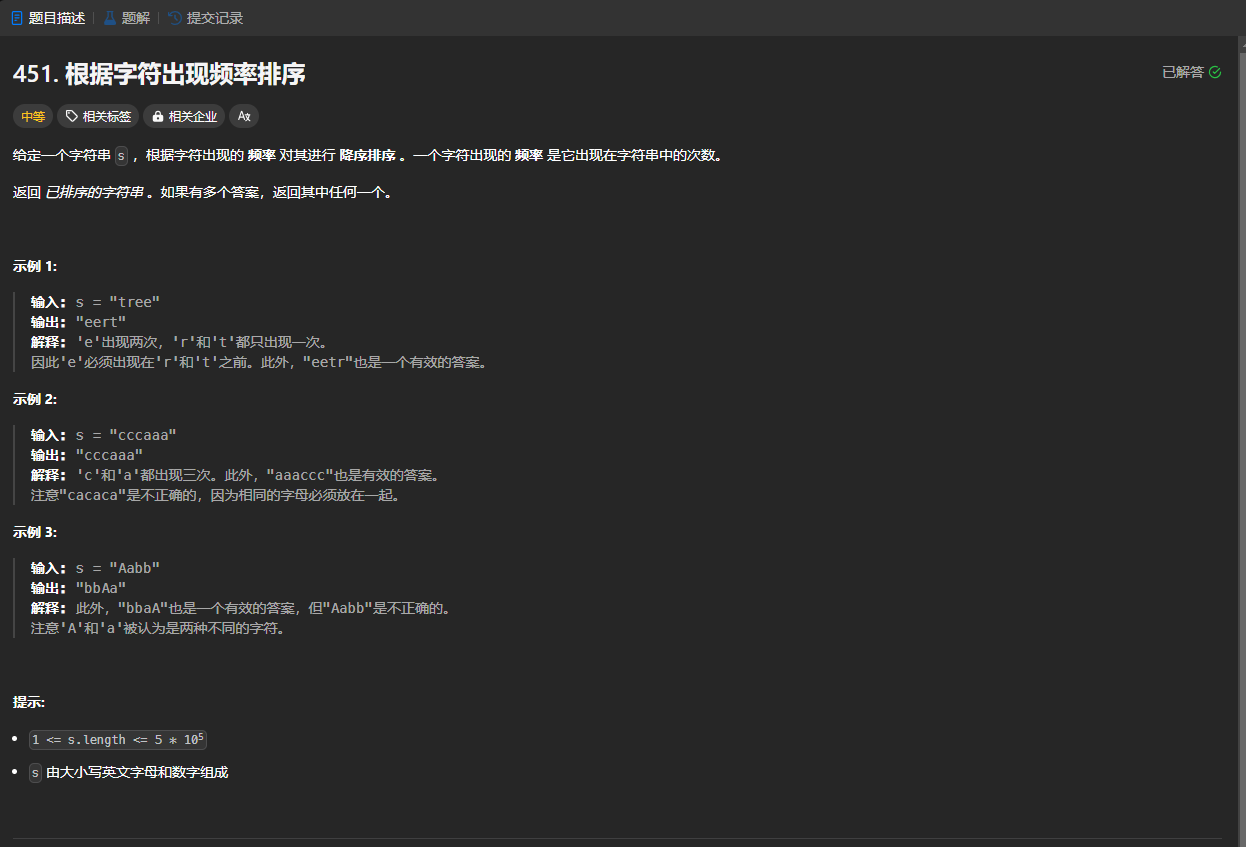 题目描述 题解 提交记录
451. 根据字符出现频率排序
已解答
中等 相关标签 相关企业 Ax
给定一个字符串 s ，根据字符出现的 频率 对其进行 降序排序 。一个字符出现的 频率 是它出现在字符串中的次数。
返回 已排序的字符串 。如果有多个答案，返回其中任何一个。
示例 1:
输入: s = "tree"
输出: "eert"
解释: 'e'出现两次，'r'和't'都只出现一次。
因此'e'必须出现在'r'和't'之前。此外，"eetr"也是一个有效的答案。
示例 2:
输入: s = "cccaaa"
输出: "cccaaa"
解释: 'c'和'a'都出现三次。此外，"aaaccc"也是有效的答案。
注意"cacaca"是不正确的，因为相同的字母必须放在一起。
示例 3:
输入: s = "Aabb"
输出: "bbAa"
解释: 此外，"bbaA"也是一个有效的答案，但"Aabb"是不正确的。
注意'A'和'a'被认为是两种不同的字符。
提示:
1 <= s.length <= 5 * 10⁵
s 由大小写英文字母和数字组成